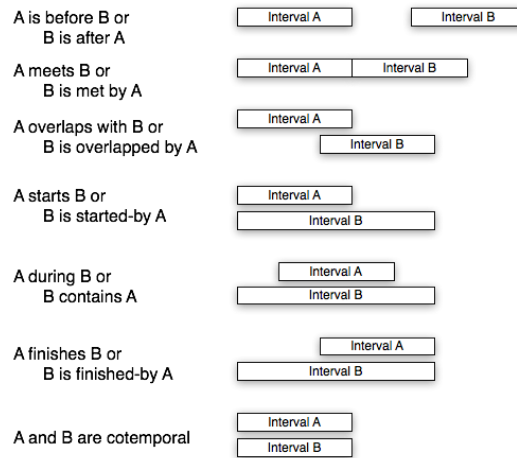 A is before B or
B is after A
Interval A
Interval B
A meets B or
B is met by A
Interval A
Interval B
A overlaps with B or
B is overlapped by A
Interval A
Interval B
A starts B or
B is started-by A
Interval A
Interval B
A during B or
B contains A
Interval A
Interval B
A finishes B or
B is finished-by A
Interval A
Interval B
A and B are cotemporal
Interval A
Interval B